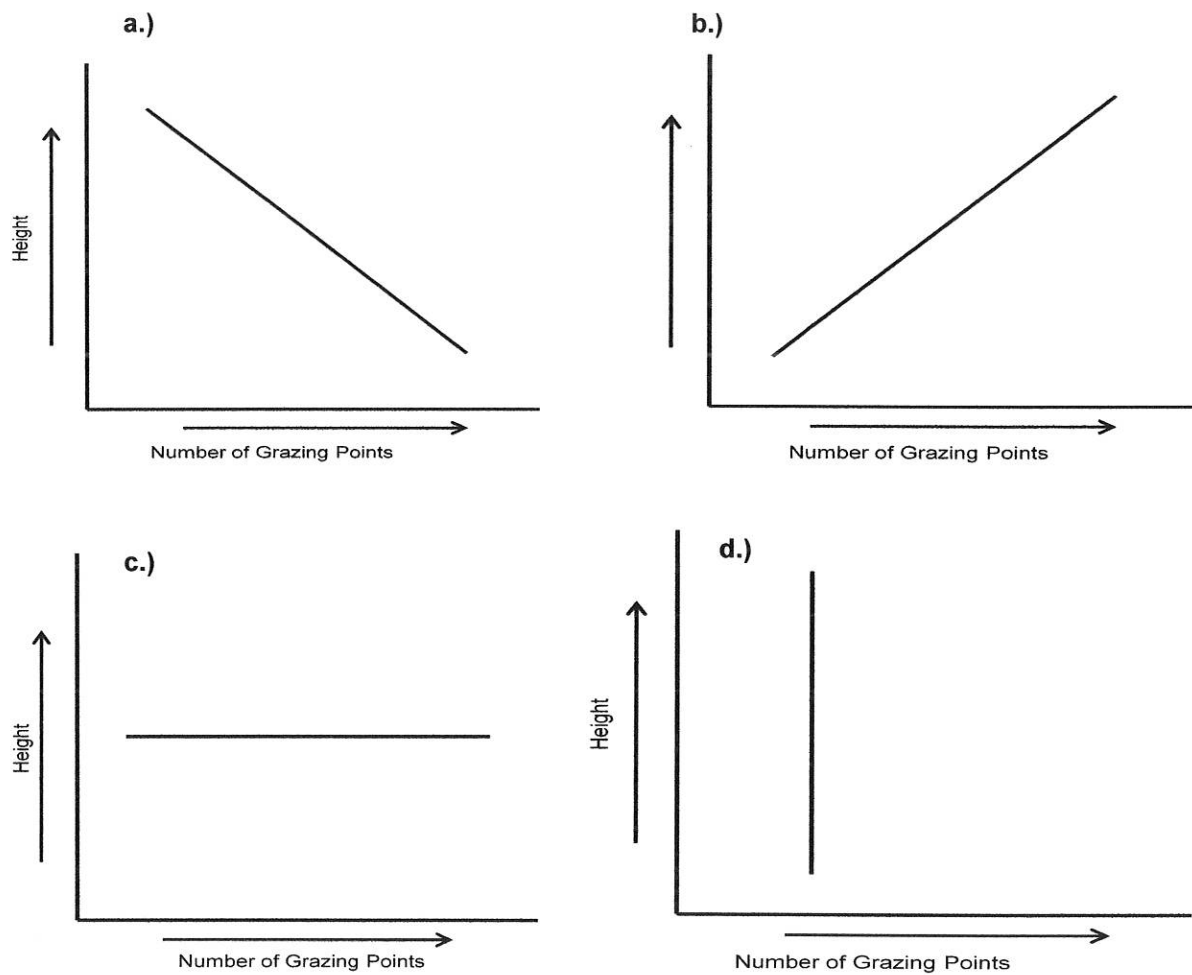 a.)
b.)
Height
Number of Grazing Points
Number of Grazing Points
c.)
d.)
Height
Height
Number of Grazing Points
Number of Grazing Points